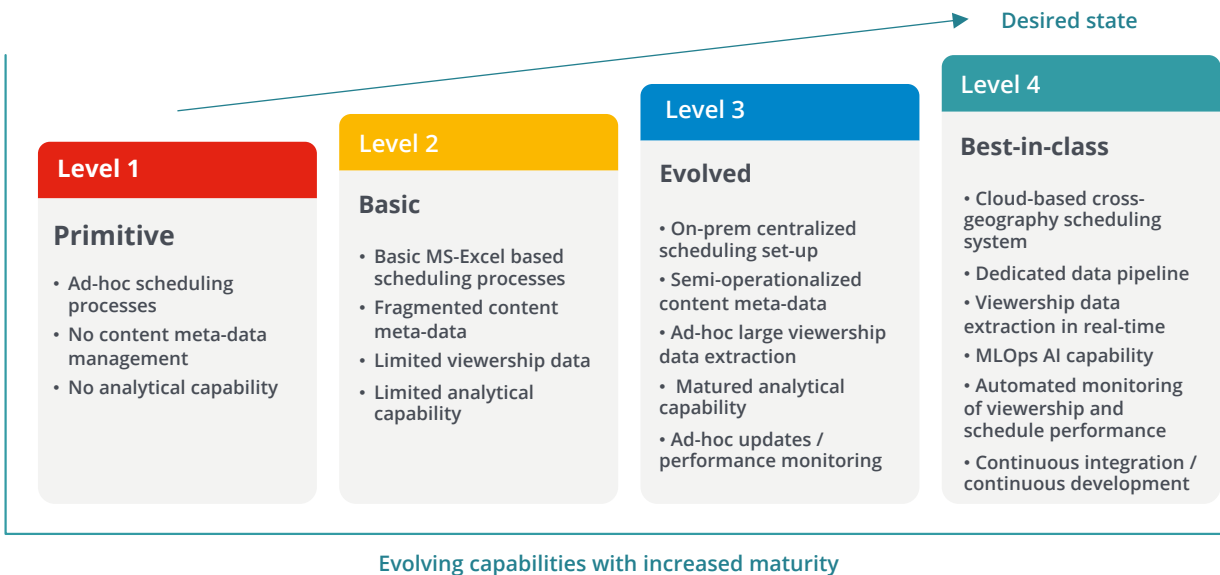 Desired state
Level 1
Primitive
• Ad-hoc scheduling
processes
• No content meta-data
management
• No analytical capability
Level 2
Basic
• Basic MS-Excel based
scheduling processes
• Fragmented content
meta-data
• Limited viewership data
• Limited analytical
capability
Level 3
Evolved
• On-prem centralized
scheduling set-up
• Semi-operationalized
content meta-data
• Ad-hoc large viewership
data extraction
• Matured analytical
capability
• Ad-hoc updates /
performance monitoring
Level 4
Best-in-class
• Cloud-based cross-
geography scheduling
system
• Dedicated data pipeline
• Viewership data
extraction in real-time
• MLOps AI capability
• Automated monitoring
of viewership and
schedule performance
• Continuous integration /
continuous development
Evolving capabilities with increased maturity